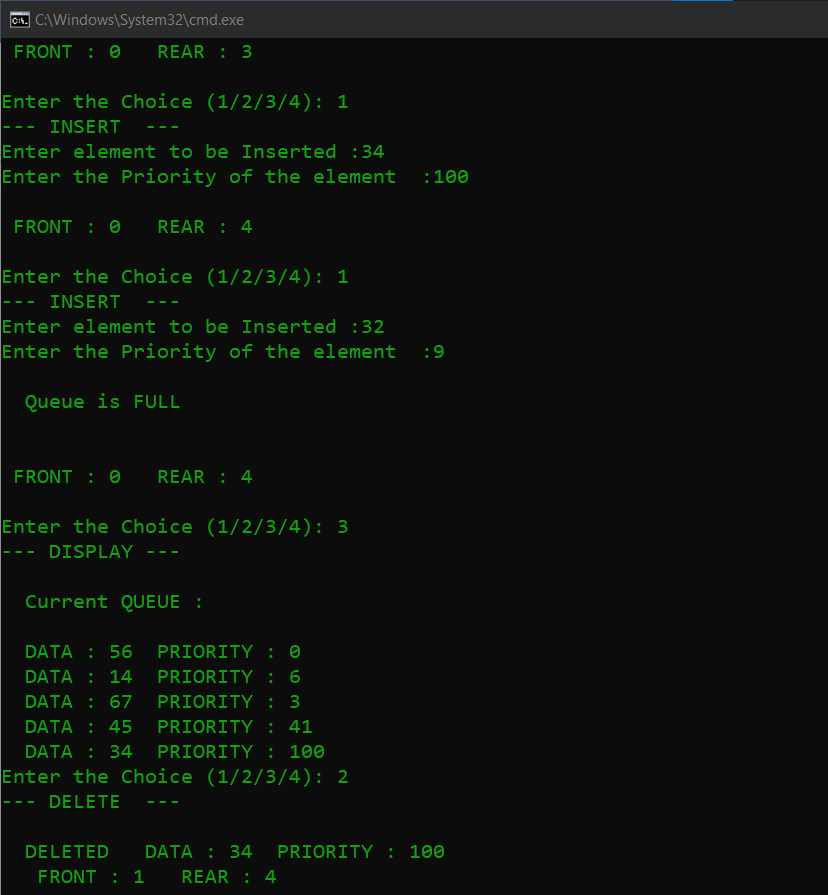 C:\Windows\System32\cmd.exe
FRONT : 0   REAR : 3
Enter the Choice (1/2/3/4): 1
--- INSERT  ---
Enter element to be Inserted :34
Enter the Priority of the element  :100
FRONT : 0   REAR : 4
Enter the Choice (1/2/3/4): 1
--- INSERT  ---
Enter element to be Inserted :32
Enter the Priority of the element  :9
Queue is FULL
FRONT : 0   REAR : 4
Enter the Choice (1/2/3/4): 3
--- DISPLAY ---
Current QUEUE :
DATA : 56  PRIORITY : 0
DATA : 14  PRIORITY : 6
DATA : 67  PRIORITY : 3
DATA : 45  PRIORITY : 41
DATA : 34  PRIORITY : 100
Enter the Choice (1/2/3/4): 2
--- DELETE  ---
DELETED   DATA : 34  PRIORITY : 100
FRONT : 1   REAR : 4